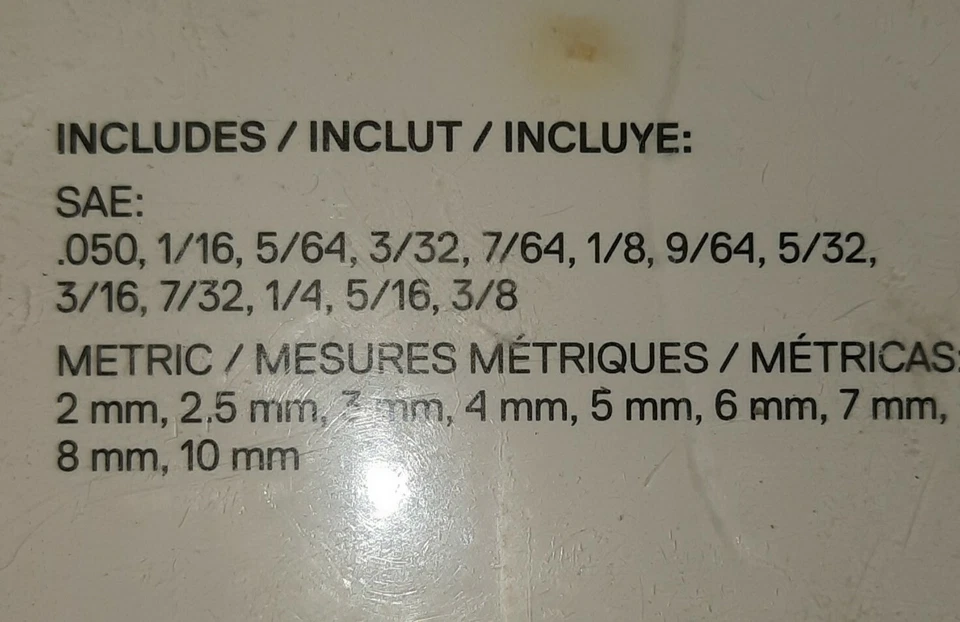 INCLUDES / INCLUT / INCLUYE:
SAE:
.050, 1/16, 5/64, 3/32, 7/64, 1/8, 9/64, 5/32,
3/16, 7/32, 1/4, 5/16, 3/8
METRIC / MESURES MÉTRIQUES / MÉTRICAS:
2 mm, 2.5 mm, 3 mm, 4 mm, 5 mm, 6 mm, 7 mm,
8 mm, 10 mm